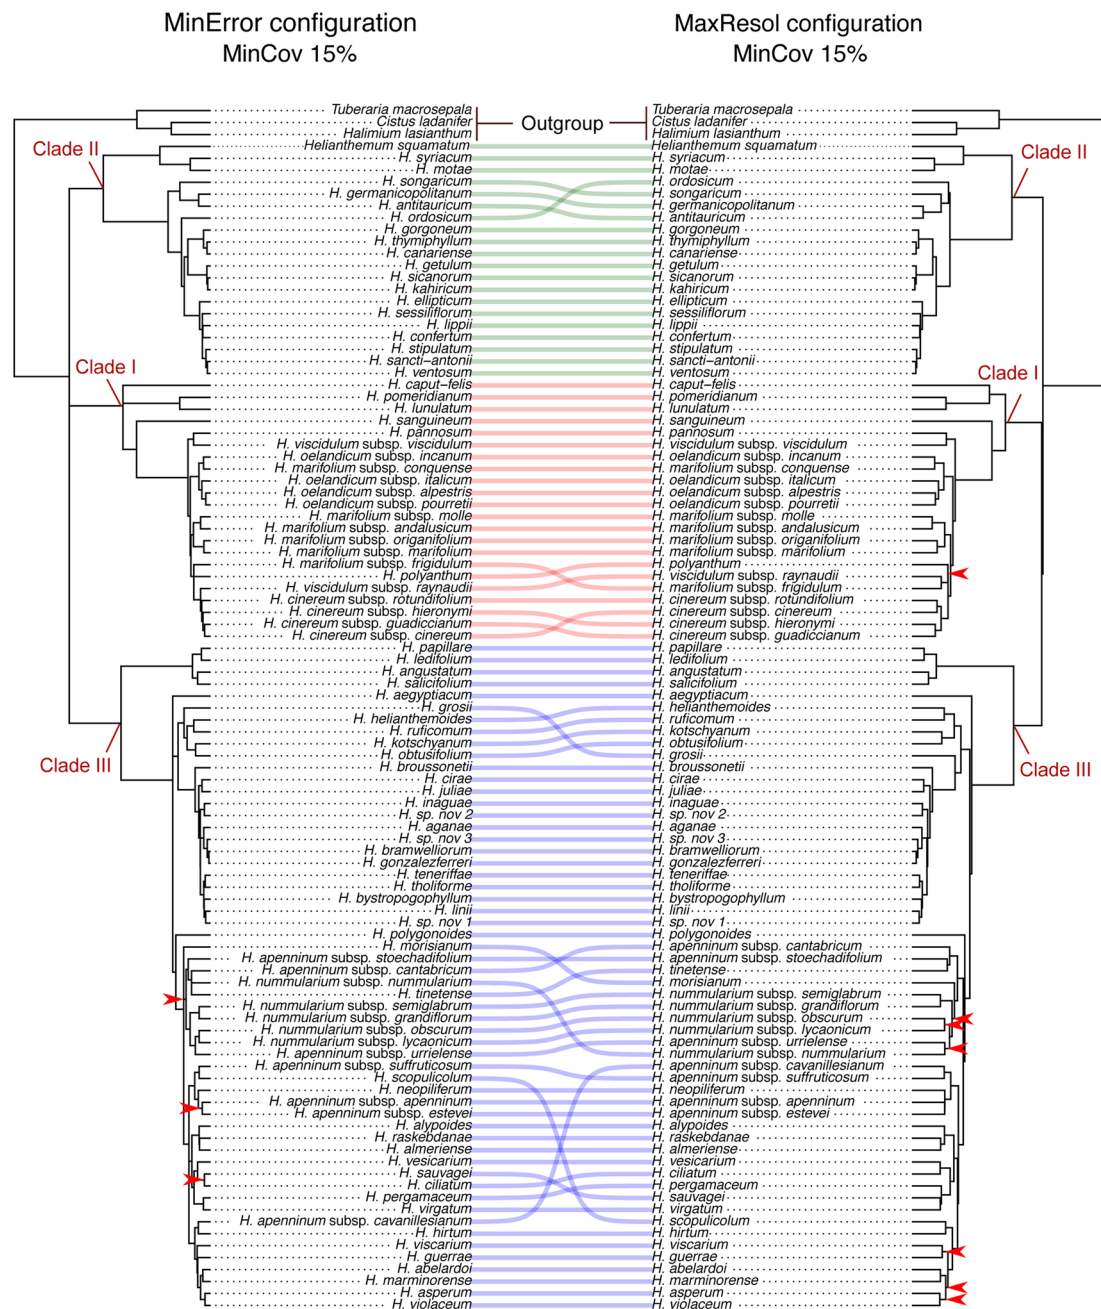 MinError configuration
MinCov 15%
MaxResol configuration
MinCov 15%
Outgroup
Clade II
Clade I
Clade III
Tuberaria macrosepala
Cistus ladanifer
Halimium lasianthum
Helianthemum squamatum
H. syriacum
H. motae
H. songaricum
H. germanicopolitanum
H. antitauricum
H. ordosicum
H. gorgoneum
H. thymiphyllum
H. canariense
H. getulum
H. sicanorum
H. kahiricum
H. ellipticum
H. sessiliflorum
H. lippii
H. confertum
H. stipulatum
H. sancti-antonii
H. ventosum
H. caput-felis
H. pomeridianum
H. lunulatum
H. sanguineum
H. pannosum
H. viscidulum subsp. viscidulum
H. oelandicum subsp. incanum
H. marifolium subsp. conquense
H. oelandicum subsp. italicum
H. oelandicum subsp. alpestris
H. oelandicum subsp. pourretii
H. marifolium subsp. molle
H. marifolium subsp. andalusicum
H. marifolium subsp. origanifolium
H. marifolium subsp. marifolium
H. marifolium subsp. frigidulum
H. polyanthum
H. viscidulum subsp. raynaudii
H. cinereum subsp. rotundifolium
H. cinereum subsp. hieronymi
H. cinereum subsp. guadiccianum
H. cinereum subsp. cinereum
H. papillare
H. ledifolium
H. angustatum
H. salicifolium
H. aegyptiacum
H. grosii
H. helianthemoides
H. ruficomum
H. kotschyanum
H. obtusifolium
H. broussonetii
H. cirae
H. juliae
H. inaguae
H. sp. nov 2
H. aganae
H. sp. nov 3
H. bramwelliorum
H. gonzalezferreri
H. teneriffae
H. tholiforme
H. bystropogophyllum
H. linii
H. sp. nov 1
H. polygonoides
H. morisianum
H. apenninum subsp. stoechadifolium
H. apenninum subsp. cantabricum
H. nummularium subsp. nummularium
H. tinetense
H. nummularium subsp. semiglabrum
H. nummularium subsp. grandiflorum
H. nummularium subsp. obscurum
H. nummularium subsp. lycaonicum
H. apenninum subsp. urrielense
H. apenninum subsp. suffruticosum
H. scopulicolum
H. neopiliferum
H. apenninum subsp. apenninum
H. apenninum subsp. estevei
H. alypoides
H. raskebdanae
H. almeriense
H. vesicarium
H. sauvagei
H. ciliatum
H. pergamaceum
H. virgatum
H. apenninum subsp. cavanillesianum
H. hirtum
H. viscarium
H. guerrae
H. abelardoi
H. marminorense
H. asperum
H. violaceum
Tuberaria macrosepala
Cistus ladanifer
Halimium lasianthum
Helianthemum squamatum
H. syriacum
H. motae
H. ordosicum
H. songaricum
H. germanicopolitanum
H. antitauricum
H. gorgoneum
H. thymiphyllum
H. canariense
H. getulum
H. sicanorum
H. kahiricum
H. ellipticum
H. sessiliflorum
H. lippii
H. confertum
H. stipulatum
H. sancti-antonii
H. ventosum
H. caput-felis
H. pomeridianum
H. lunulatum
H. sanguineum
H. pannosum
H. viscidulum subsp. viscidulum
H. oelandicum subsp. incanum
H. marifolium subsp. conquense
H. oelandicum subsp. italicum
H. oelandicum subsp. alpestris
H. oelandicum subsp. pourretii
H. marifolium subsp. molle
H. marifolium subsp. andalusicum
H. marifolium subsp. origanifolium
H. marifolium subsp. marifolium
H. polyanthum
H. viscidulum subsp. raynaudii
H. marifolium subsp. frigidulum
H. cinereum subsp. rotundifolium
H. cinereum subsp. cinereum
H. cinereum subsp. hieronymi
H. cinereum subsp. guadiccianum
H. papillare
H. ledifolium
H. angustatum
H. salicifolium
H. aegyptiacum
H. helianthemoides
H. ruficomum
H. kotschyanum
H. obtusifolium
H. grosii
H. broussonetii
H. cirae
H. juliae
H. inaguae
H. sp. nov 2
H. aganae
H. sp. nov 3
H. bramwelliorum
H. gonzalezferreri
H. teneriffae
H. tholiforme
H. bystropogophyllum
H. linii
H. sp. nov 1
H. polygonoides
H. apenninum subsp. cantabricum
H. apenninum subsp. stoechadifolium
H. tinetense
H. morisianum
H. nummularium subsp. semiglabrum
H. nummularium subsp. grandiflorum
H. nummularium subsp. obscurum
H. nummularium subsp. lycaonicum
H. apenninum subsp. urrielense
H. nummularium subsp. nummularium
H. apenninum subsp. cavanillesianum
H. apenninum subsp. suffruticosum
H. neopiliferum
H. apenninum subsp. apenninum
H. apenninum subsp. estevei
H. alypoides
H. raskebdanae
H. almeriense
H. vesicarium
H. ciliatum
H. pergamaceum
H. sauvagei
H. virgatum
H. scopulicolum
H. hirtum
H. viscarium
H. guerrae
H. abelardoi
H. marminorense
H. asperum
H. violaceum
Clade II
Clade I
Clade III